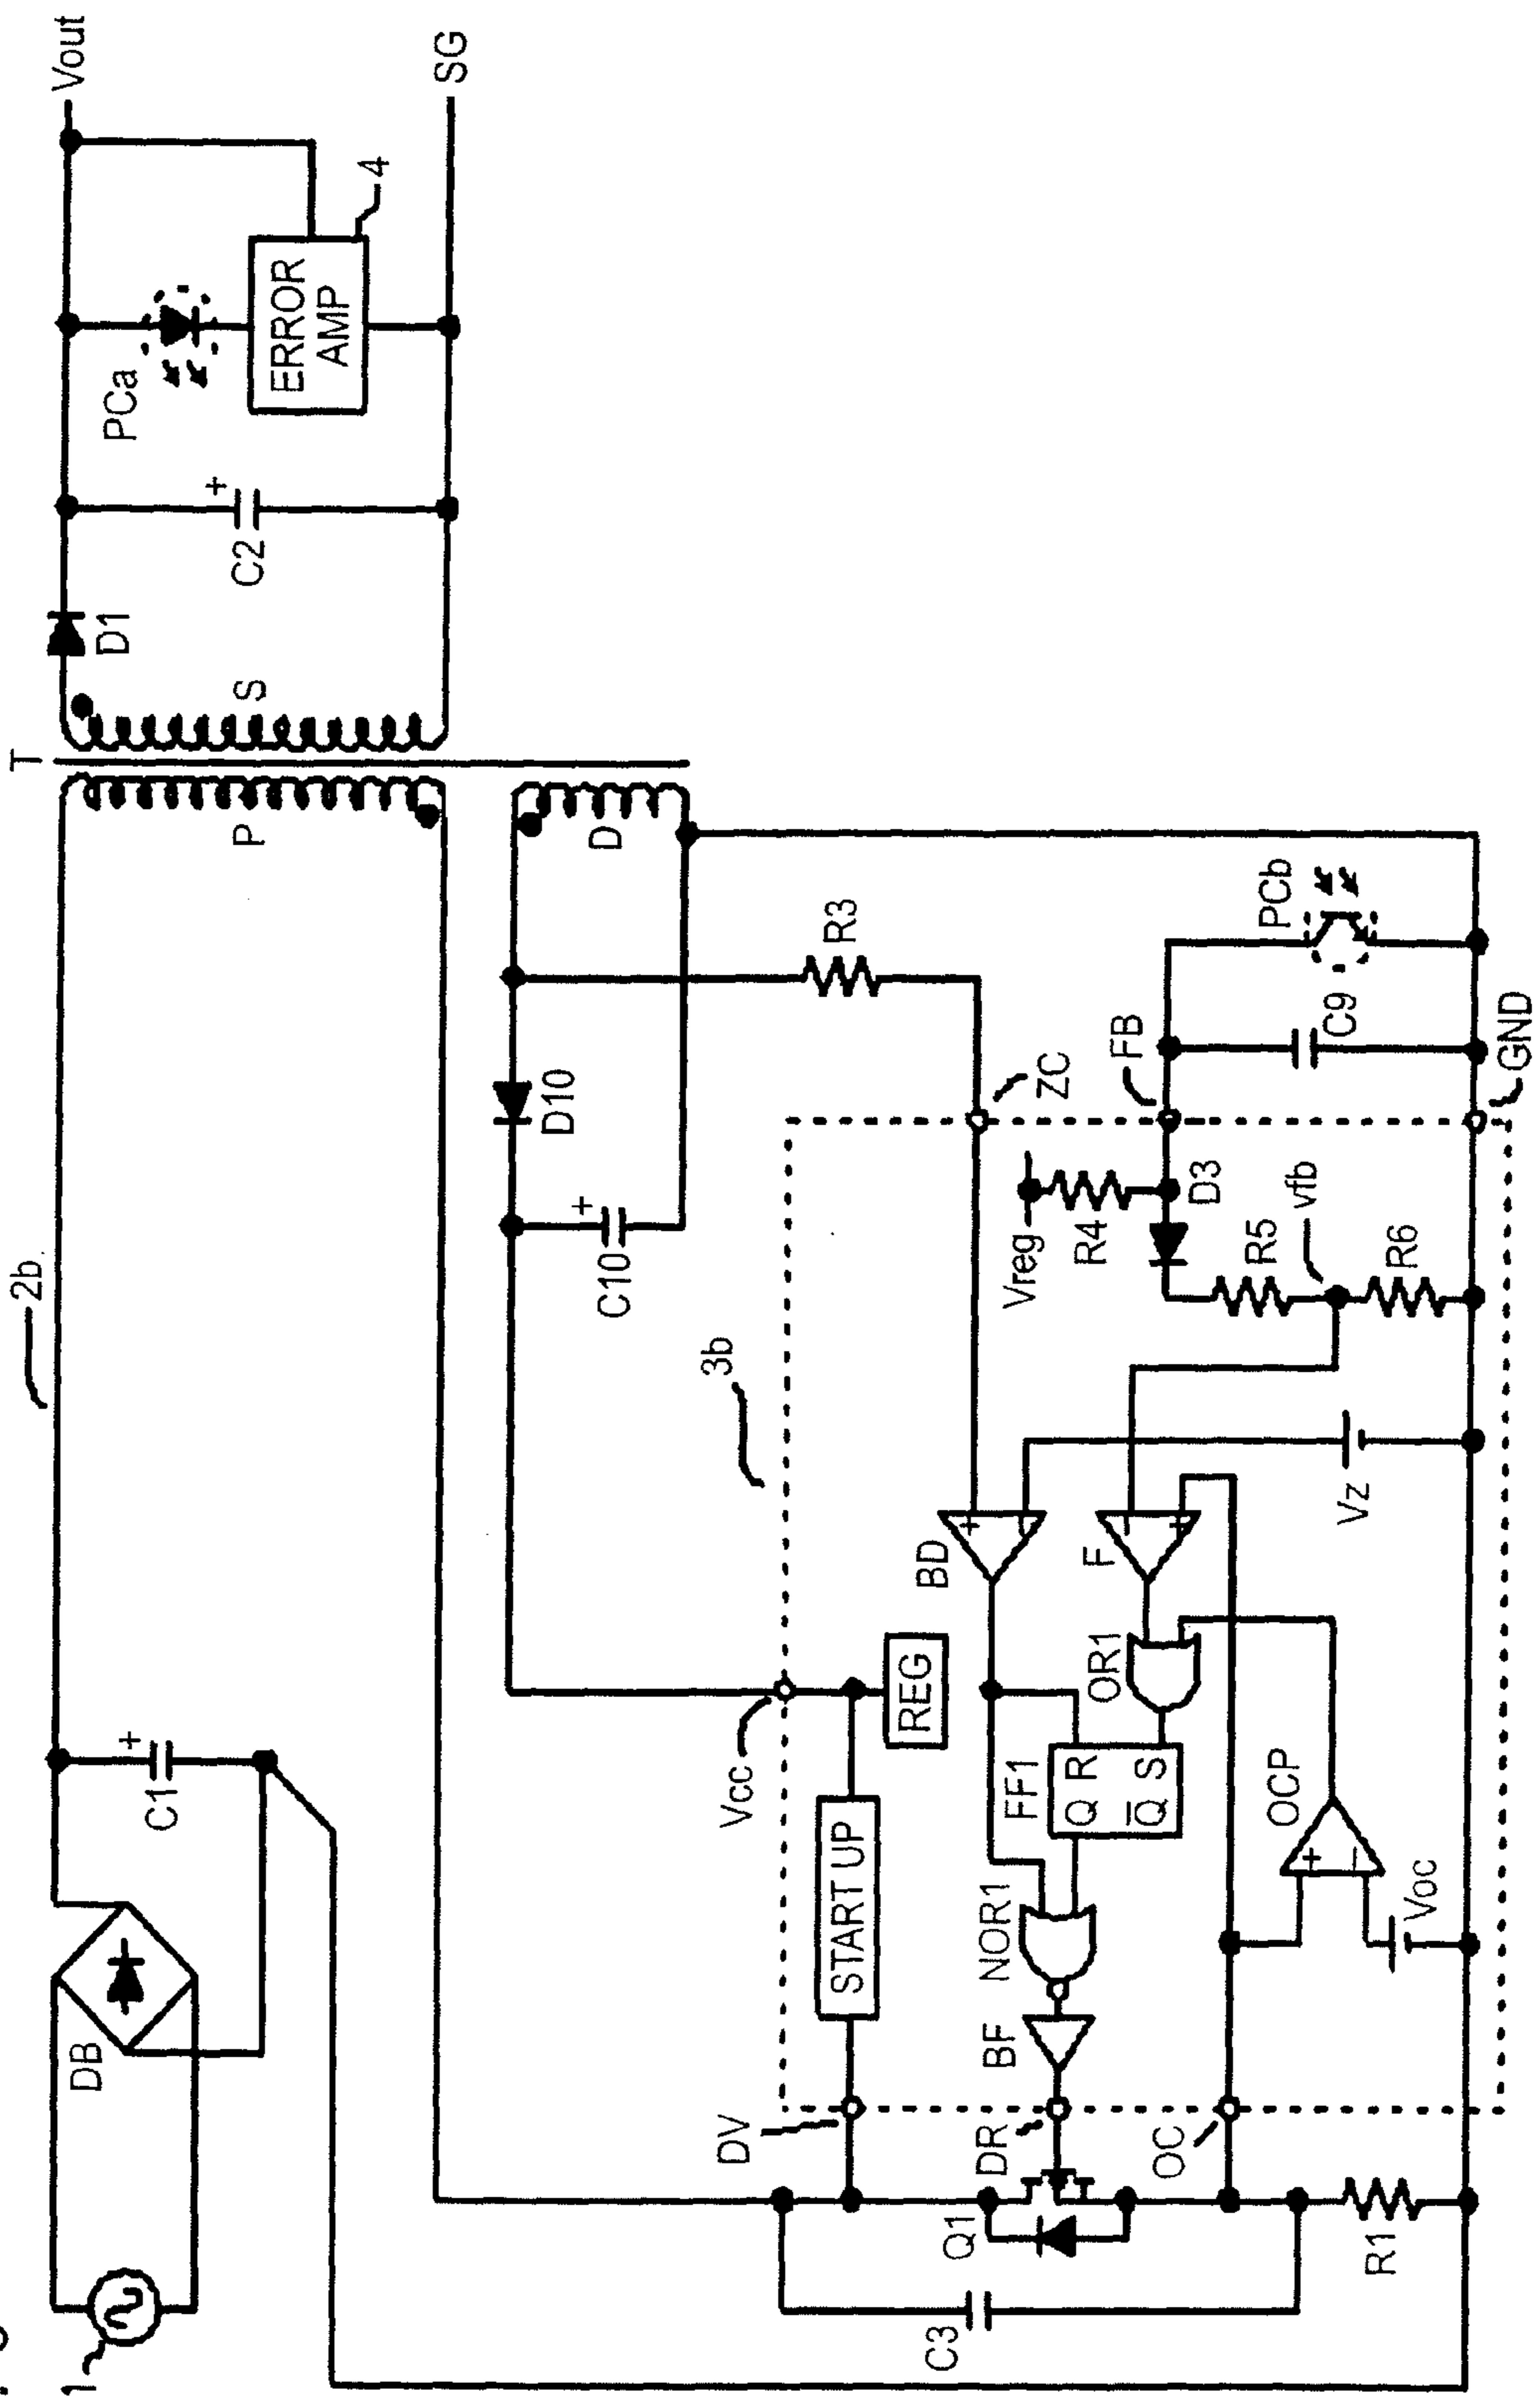 2b
T
Vout
DB
C1
+
P
S
D1
C2
+
PCa
ERROR
AMP
4
SG
1
D
D10
C10
+
R3
3b
Vcc
ZC
FB
C9
PCb
GND
DV
START UP
REG
BD
+
−
Vreg
R4
D3
R5
vfb
R6
Q1
DR
BF
NOR1
FF1
Q R
Q̅ S
OR1
F
−
+
Vz
C3
OC
OCP
+
−
Voc
R1